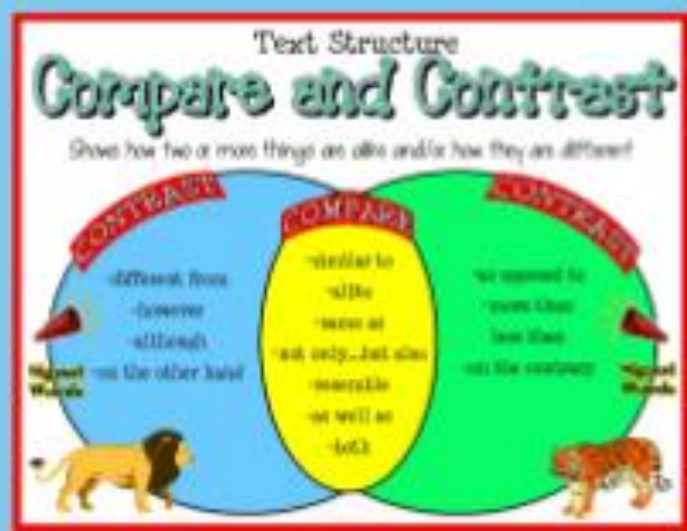 Text Structure
Compare and Contrast
Shows how two or more things are alike and/or how they are different
CONTRAST
COMPARE
CONTRAST
-different from
-however
-although
-on the other hand
-similar to
-alike
-same as
-not only...but also
-resemble
-as well as
-both
-as opposed to
-more than
less than
-on the contrary
Signal
Words
Signal
Words